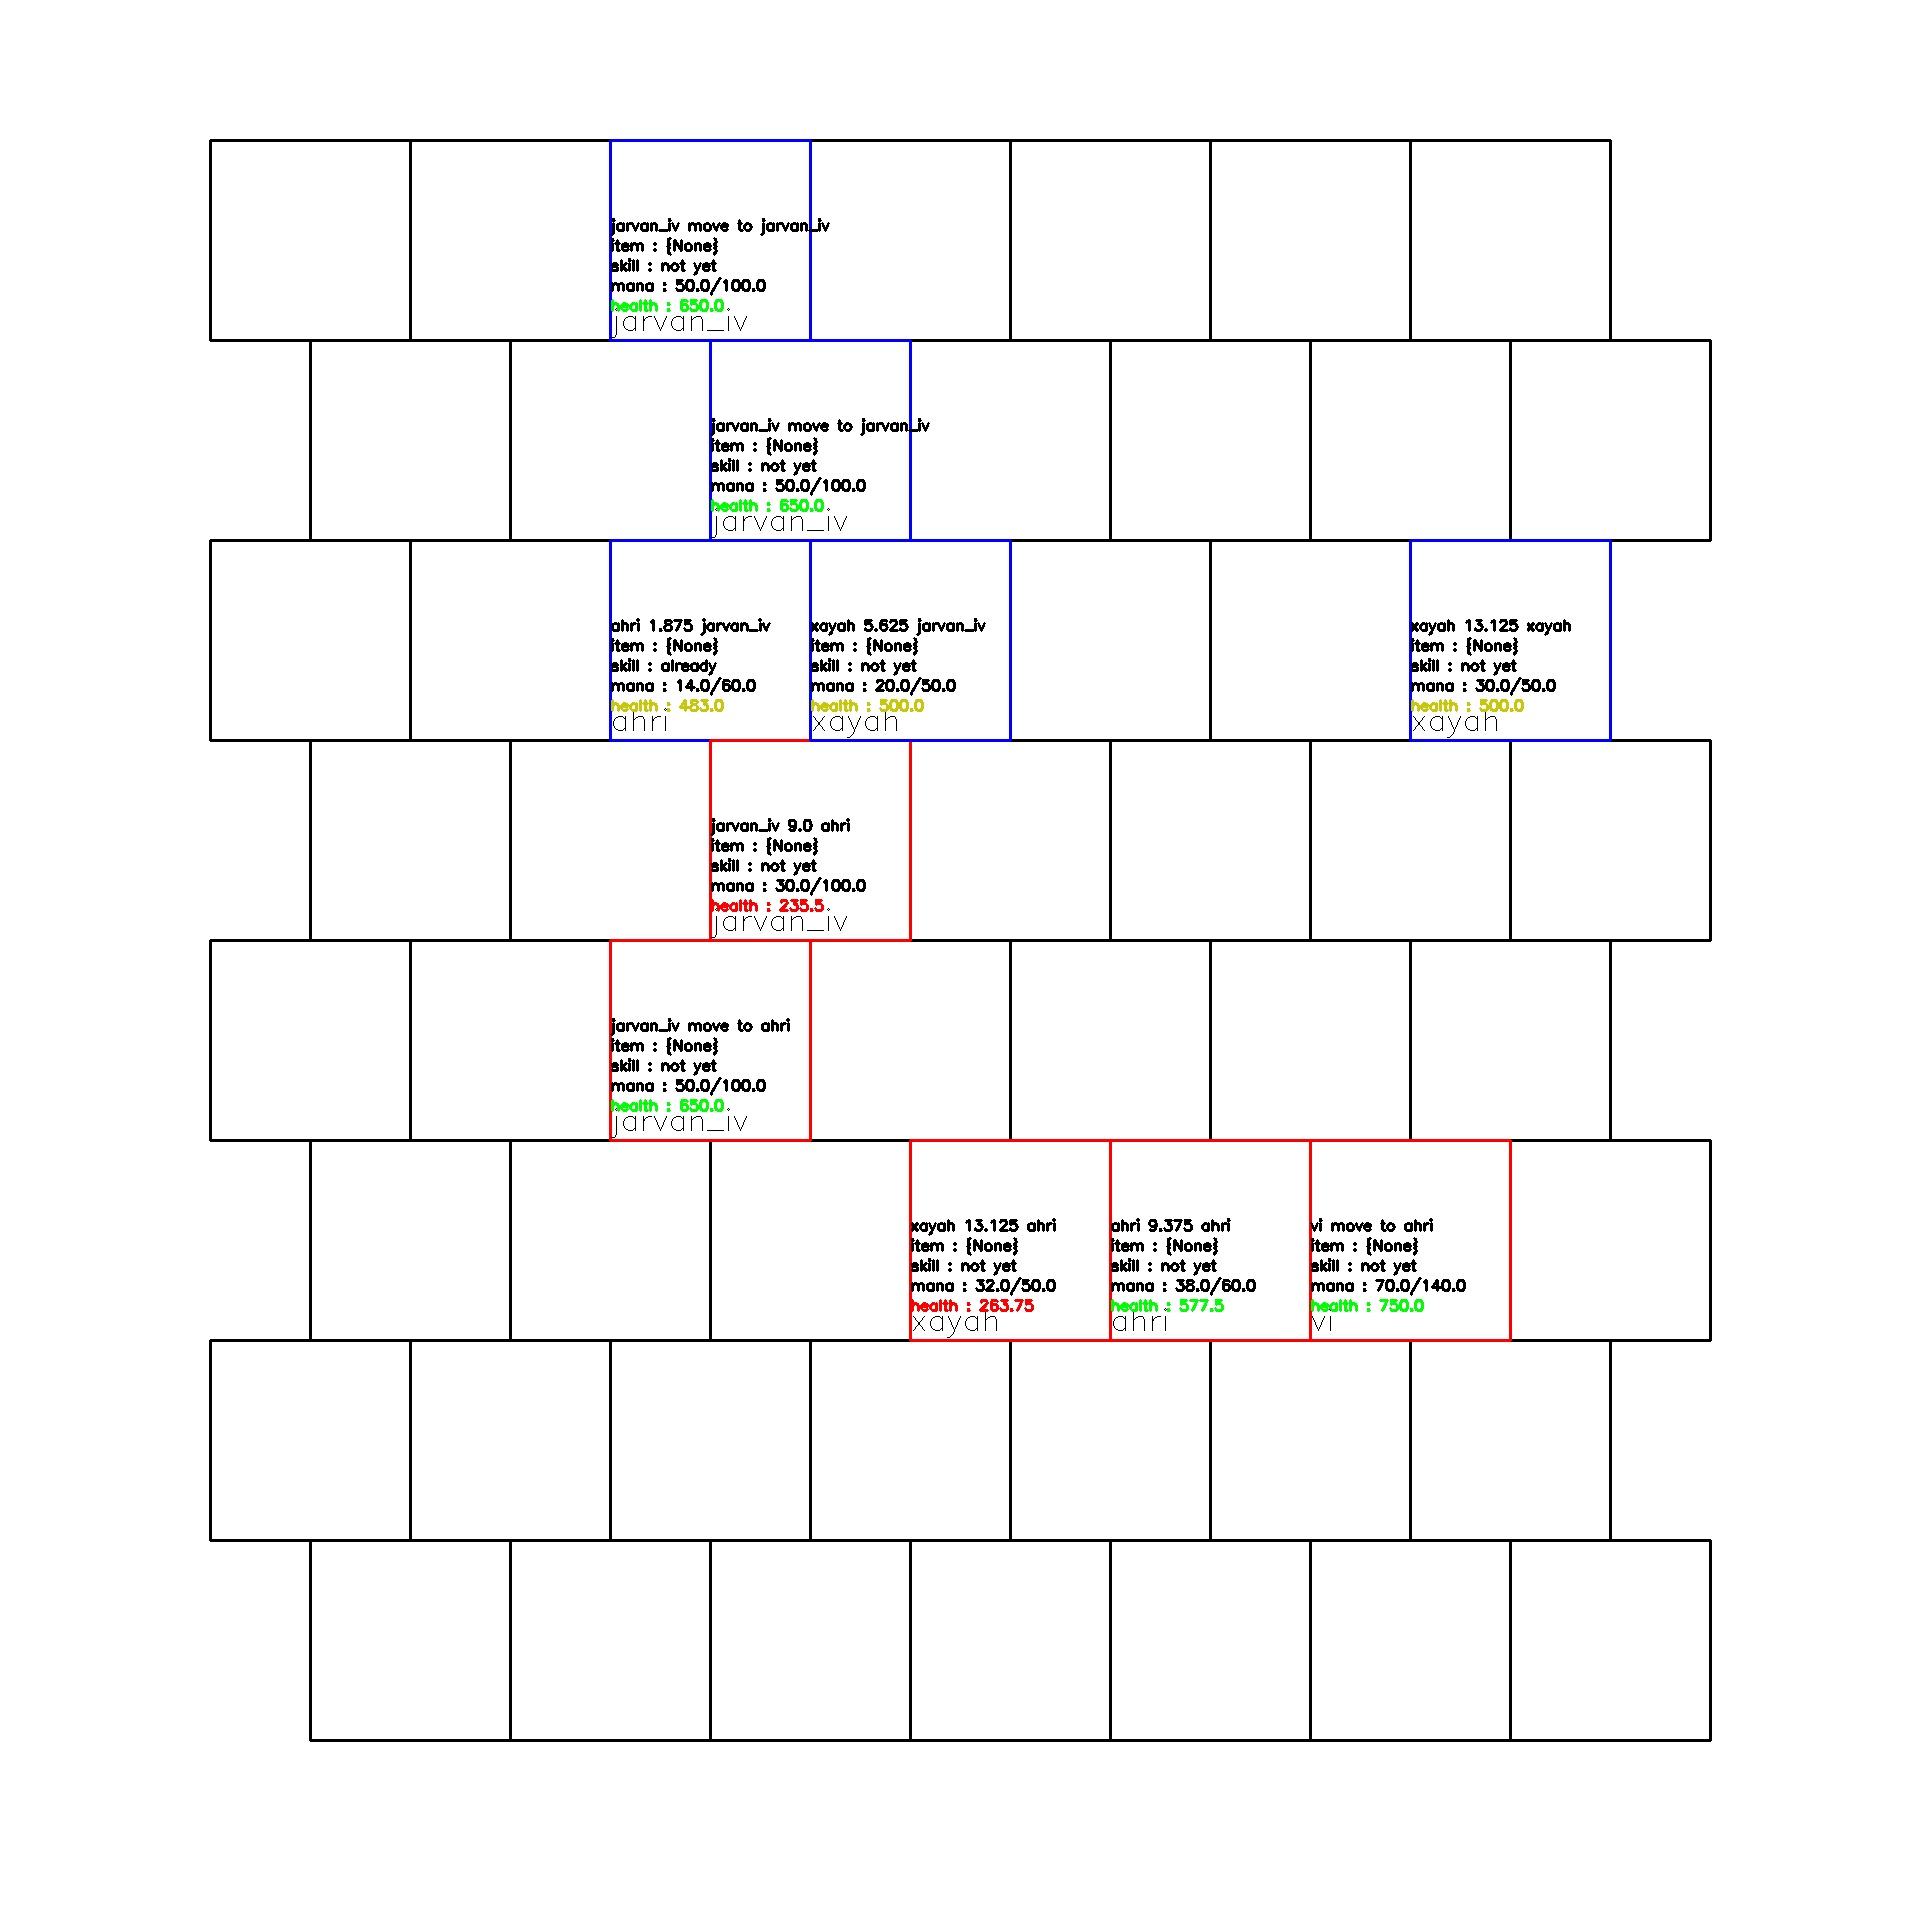 jarvan_iv move to jarvan_iv
item : {None}
skill : not yet
mana : 50.0/100.0
health : 650.0
jarvan_iv
jarvan_iv move to jarvan_iv
item : {None}
skill : not yet
mana : 50.0/100.0
health : 650.0
jarvan_iv
ahri 1.875 jarvan_iv
item : {None}
skill : already
mana : 14.0/60.0
health : 483.0
ahri
xayah 5.625 jarvan_iv
item : {None}
skill : not yet
mana : 20.0/50.0
health : 500.0
xayah
xayah 13.125 xayah
item : {None}
skill : not yet
mana : 30.0/50.0
health : 500.0
xayah
jarvan_iv 9.0 ahri
item : {None}
skill : not yet
mana : 30.0/100.0
health : 235.5
jarvan_iv
jarvan_iv move to ahri
item : {None}
skill : not yet
mana : 50.0/100.0
health : 650.0
jarvan_iv
xayah 13.125 ahri
item : {None}
skill : not yet
mana : 32.0/50.0
health : 263.75
xayah
ahri 9.375 ahri
item : {None}
skill : not yet
mana : 38.0/60.0
health : 577.5
ahri
vi move to ahri
item : {None}
skill : not yet
mana : 70.0/140.0
health : 750.0
vi